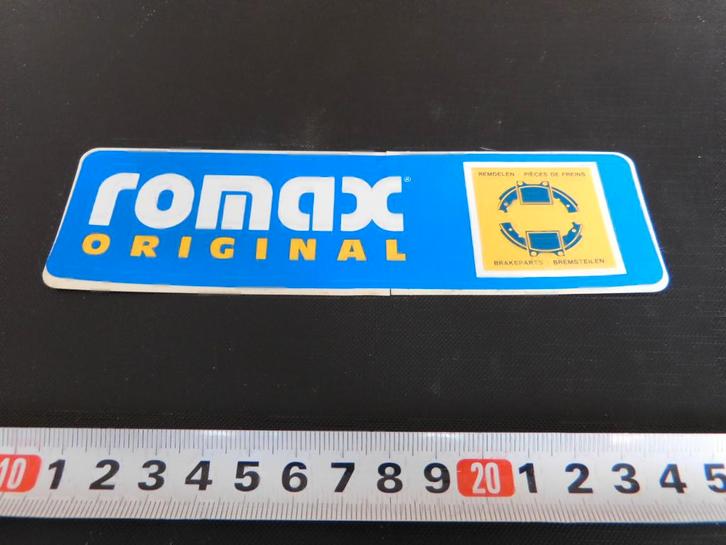 romax®
ORIGINAL
REMDELEN PIÈCES DE FREINS
BRAKEPARTS BREMSTEILEN
10 1 2 3 4 5 6 7 8 9 20 1 2 3 4 5